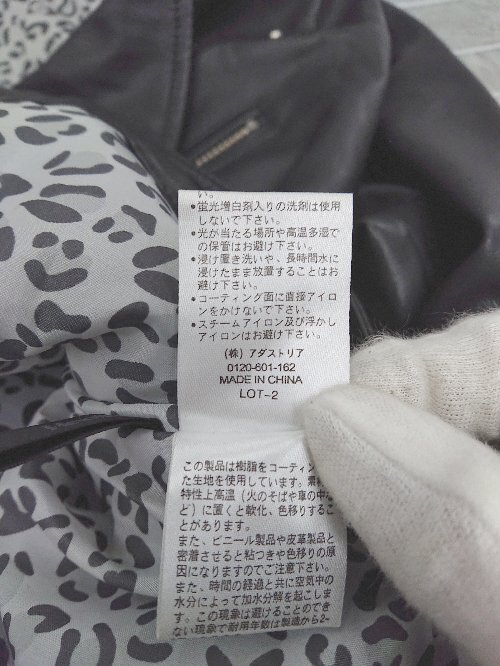 い。
●蛍光増白剤入りの洗剤は使用
しないで下さい。
●光が当たる場所や高温多湿で
の保管はお避け下さい。
●浸け置き洗いや、長時間水に
浸けたまま放置することはお
避け下さい。
●コーティング面に直接アイロ
ンをかけないで下さい。
●スチームアイロン及び浮かし
アイロンはお避け下さい。
(株)アダストリア
0120-601-162
MADE IN CHINA
LOT-2
この製品は樹脂をコーティン
た生地を使用しています。素材
特性上高温(火のそばや車の中な
ど)に置くと軟化、色移りするこ
とがあります。
また、ビニール製品や皮革製品と
密着させると粘つきや色移りの原
因になりますのでご注意下さい。
また、時間の経過と共に空気中の
水分によって加水分解を起こしま
す。この現象は避けることのでき
ない現象で耐用年数は製造から2~